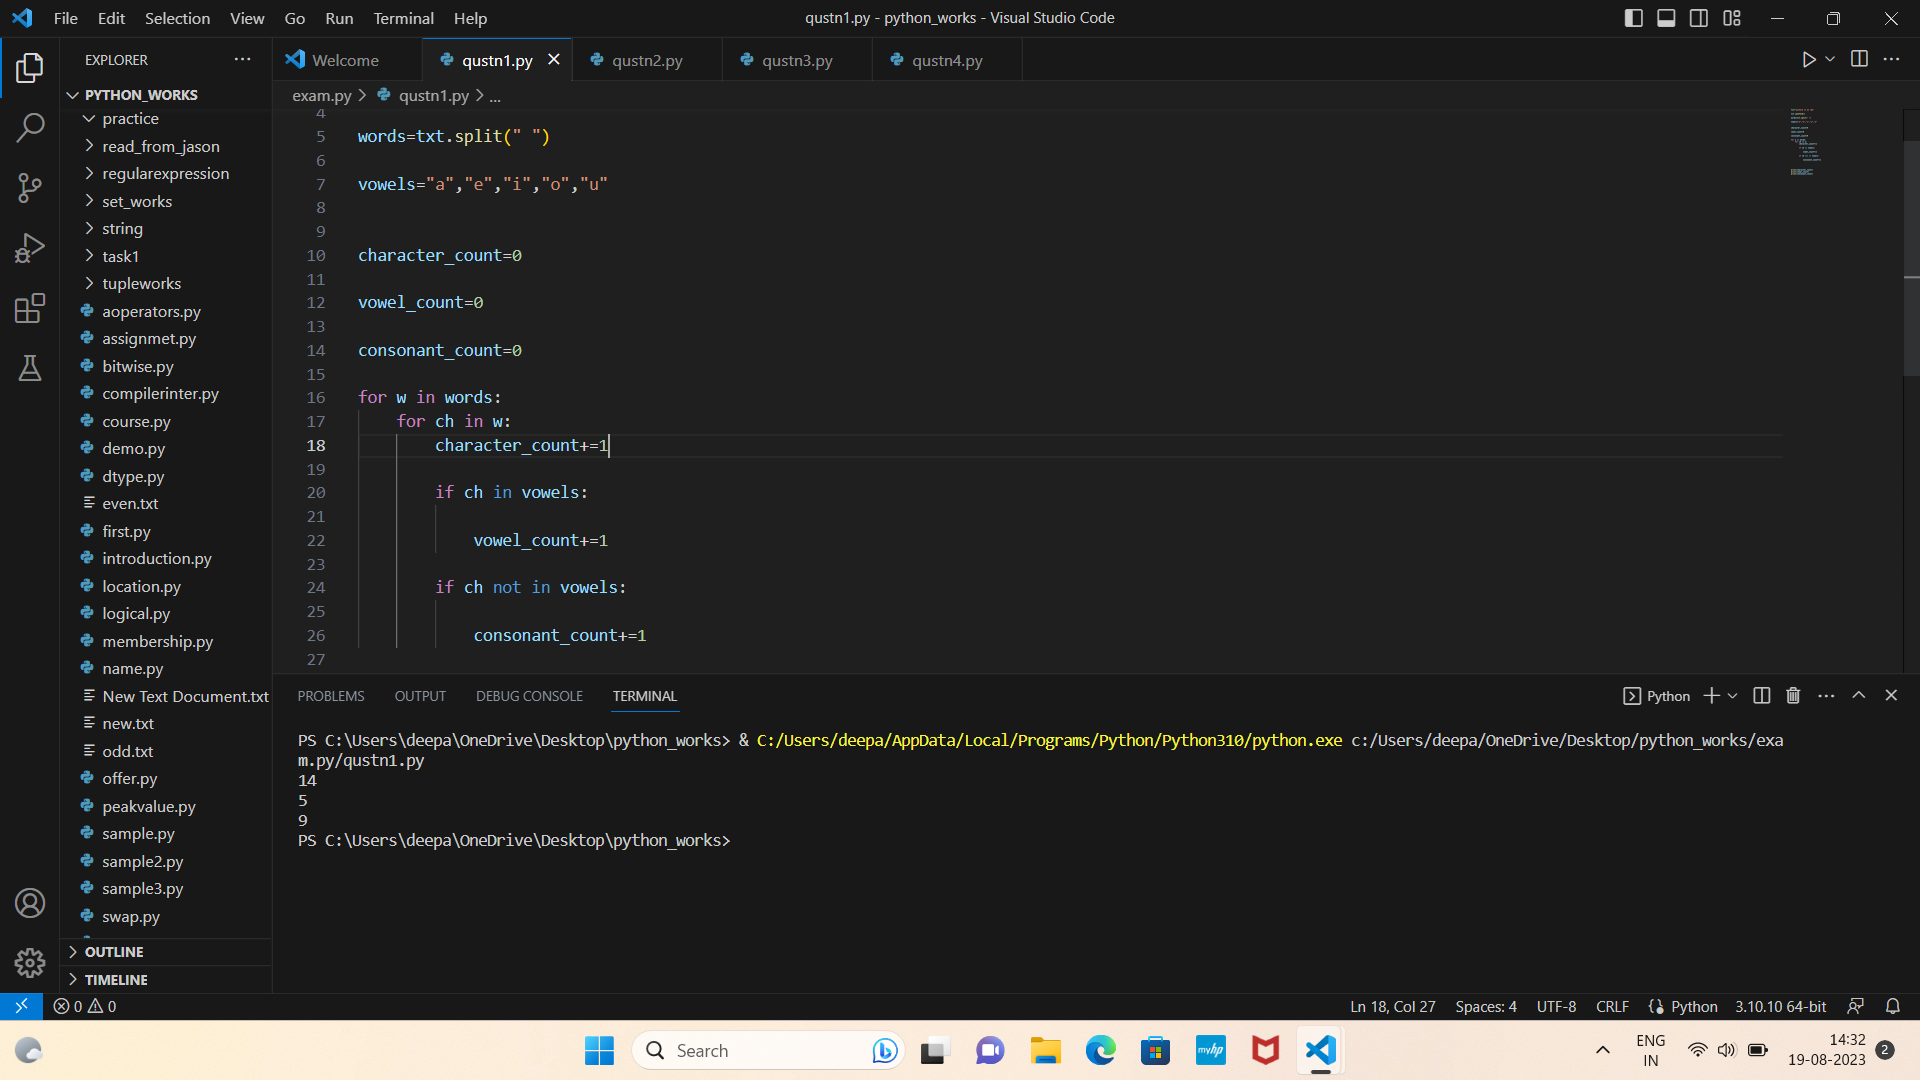 File Edit Selection View Go Run Terminal Help
qustn1.py - python_works - Visual Studio Code
EXPLORER
PYTHON_WORKS
practice
read_from_jason
regularexpression
set_works
string
task1
tupleworks
aoperators.py
assignmet.py
bitwise.py
compilerinter.py
course.py
demo.py
dtype.py
even.txt
first.py
introduction.py
location.py
logical.py
membership.py
name.py
New Text Document.txt
new.txt
odd.txt
offer.py
peakvalue.py
sample.py
sample2.py
sample3.py
swap.py
OUTLINE
TIMELINE
Welcome qustn1.py qustn2.py qustn3.py qustn4.py
exam.py > qustn1.py > ...
4
5 words=txt.split(" ")
6
7 vowels="a","e","i","o","u"
8
9
10 character_count=0
11
12 vowel_count=0
13
14 consonant_count=0
15
16 for w in words:
17 for ch in w:
18 character_count+=1
19
20 if ch in vowels:
21
22 vowel_count+=1
23
24 if ch not in vowels:
25
26 consonant_count+=1
27
PROBLEMS OUTPUT DEBUG CONSOLE TERMINAL
Python
PS C:\Users\deepa\OneDrive\Desktop\python_works> & C:/Users/deepa/AppData/Local/Programs/Python/Python310/python.exe c:/Users/deepa/OneDrive/Desktop/python_works/exa
m.py/qustn1.py
14
5
9
PS C:\Users\deepa\OneDrive\Desktop\python_works>
0 0
Ln 18, Col 27 Spaces: 4 UTF-8 CRLF Python 3.10.10 64-bit
Search
myhp
ENG
IN
14:32
19-08-2023
2